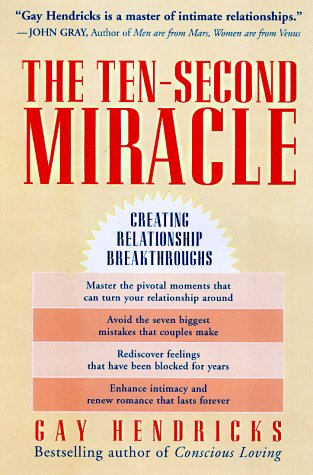 “Gay Hendricks is a master of intimate relationships.”
— JOHN GRAY, Author of Men are from Mars, Women are from Venus
THE TEN-SECOND
MIRACLE
CREATING
RELATIONSHIP
BREAKTHROUGHS
Master the pivotal moments that
can turn your relationship around
Avoid the seven biggest
mistakes that couples make
Rediscover feelings
that have been blocked for years
Enhance intimacy and
renew romance that lasts forever
GAY HENDRICKS
Bestselling author of Conscious Loving